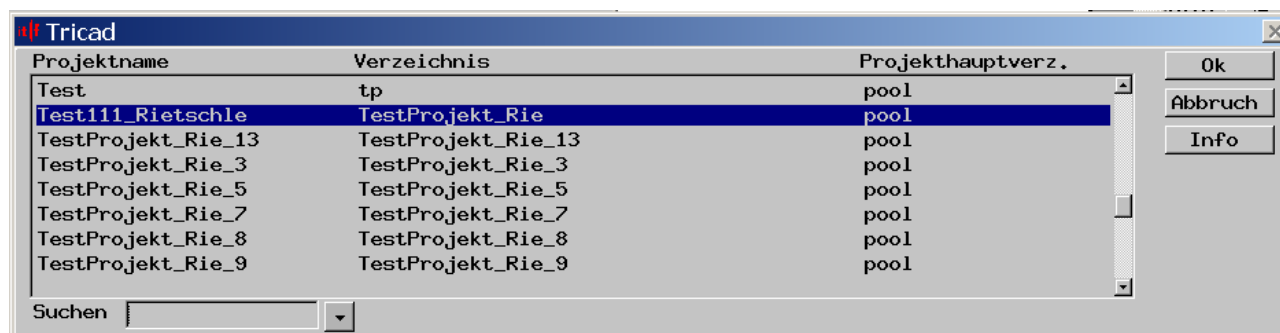 Tricad
Projektname Verzeichnis Projekthauptverz.
Ok
Test tp pool
Abbruch
Test111_Rietschle TestProjekt_Rie pool
Info
TestProjekt_Rie_13 TestProjekt_Rie_13 pool
TestProjekt_Rie_3 TestProjekt_Rie_3 pool
TestProjekt_Rie_5 TestProjekt_Rie_5 pool
TestProjekt_Rie_7 TestProjekt_Rie_7 pool
TestProjekt_Rie_8 TestProjekt_Rie_8 pool
TestProjekt_Rie_9 TestProjekt_Rie_9 pool
Suchen